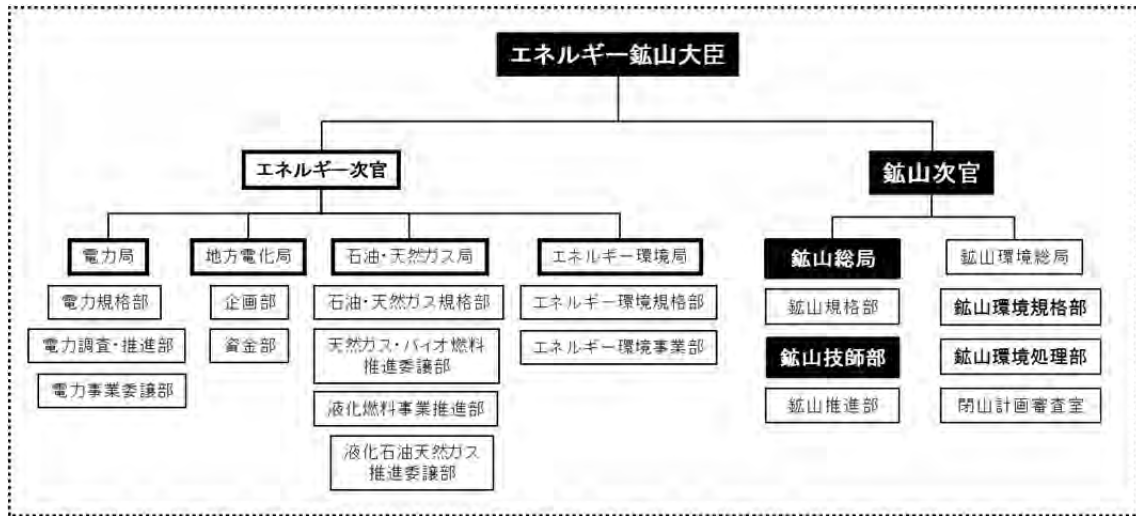 エネルギー鉱山大臣
エネルギー次官
鉱山次官
電力局
地方電化局
石油・天然ガス局
エネルギー環境局
鉱山総局
鉱山環境総局
電力規格部
企画部
石油・天然ガス規格部
エネルギー環境規格部
鉱山規格部
鉱山環境規格部
電力調査・推進部
資金部
天然ガス・バイオ燃料
推進委譲部
エネルギー環境事業部
鉱山技師部
鉱山環境処理部
電力事業委譲部
液化燃料事業推進部
鉱山推進部
閉山計画審査室
液化石油天然ガス
推進委譲部